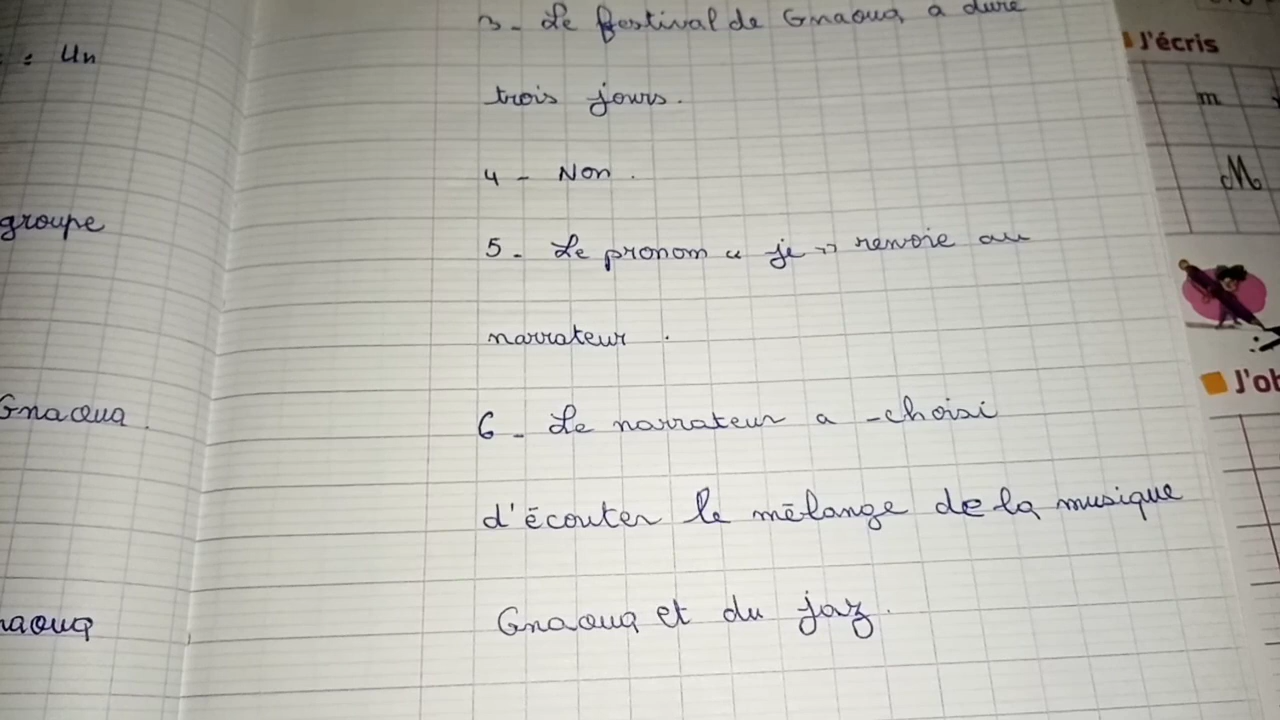 : Un
groupe
Gnaoua.
naoua
3- Le festival de Gnaoua a duré
trois jours.
4- Non.
5- Le pronom « je » renvoie au
narrateur.
6- Le narrateur a choisi
d'écouter le mélange de la musique
Gnaoua et du jaz.
J'écris
m
M
J'ob